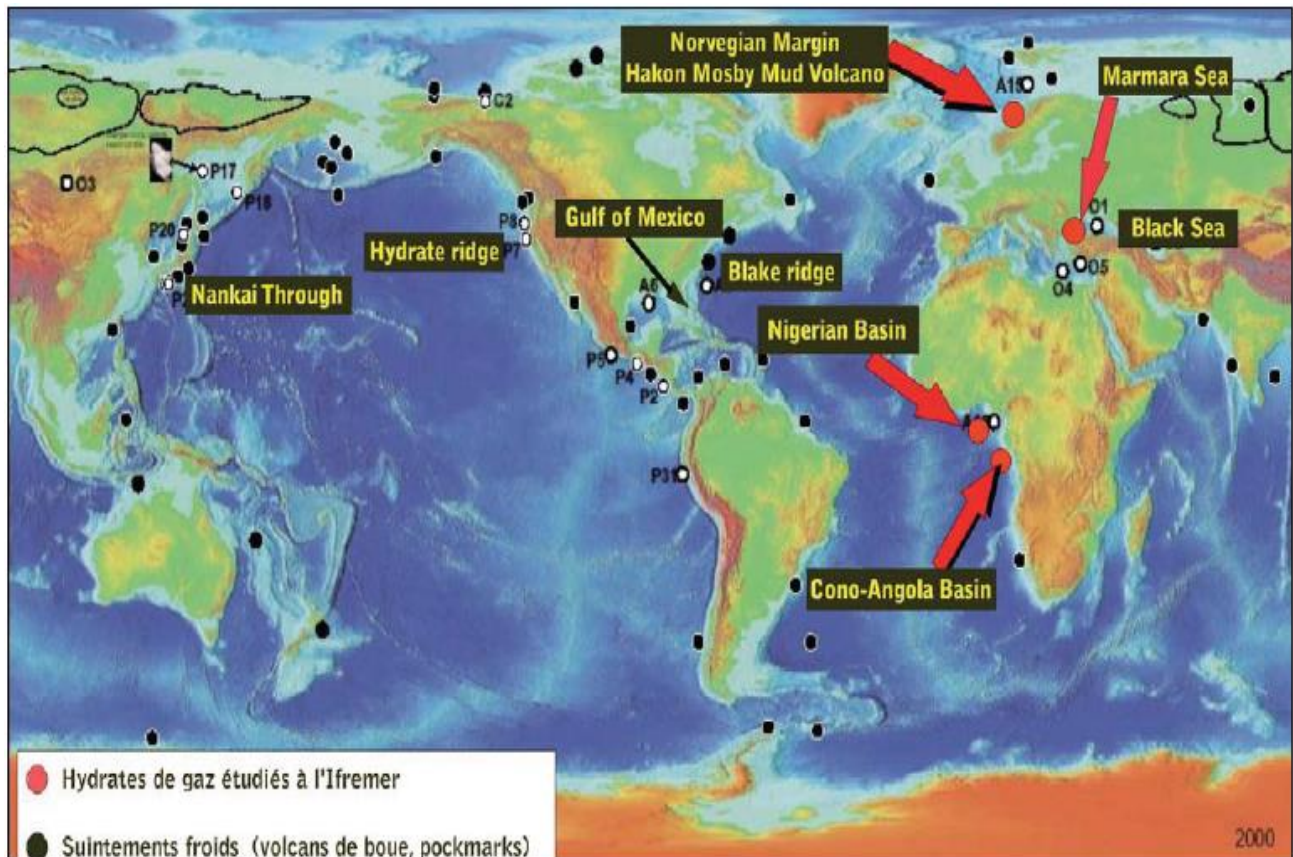 Norvegian Margin
Hakon Mosby Mud Volcano
Marmara Sea
A15
C2
P17
O3
P18
Gulf of Mexico
O1
Black Sea
P20
P8
Hydrate ridge
P7
Blake ridge
O5
O4
Nankai Through
A6
Nigerian Basin
P5
P4
P2
P31
Cono-Angola Basin
Hydrates de gaz étudiés à l'Ifremer
Suintements froids (volcans de boue, pockmarks)
2000